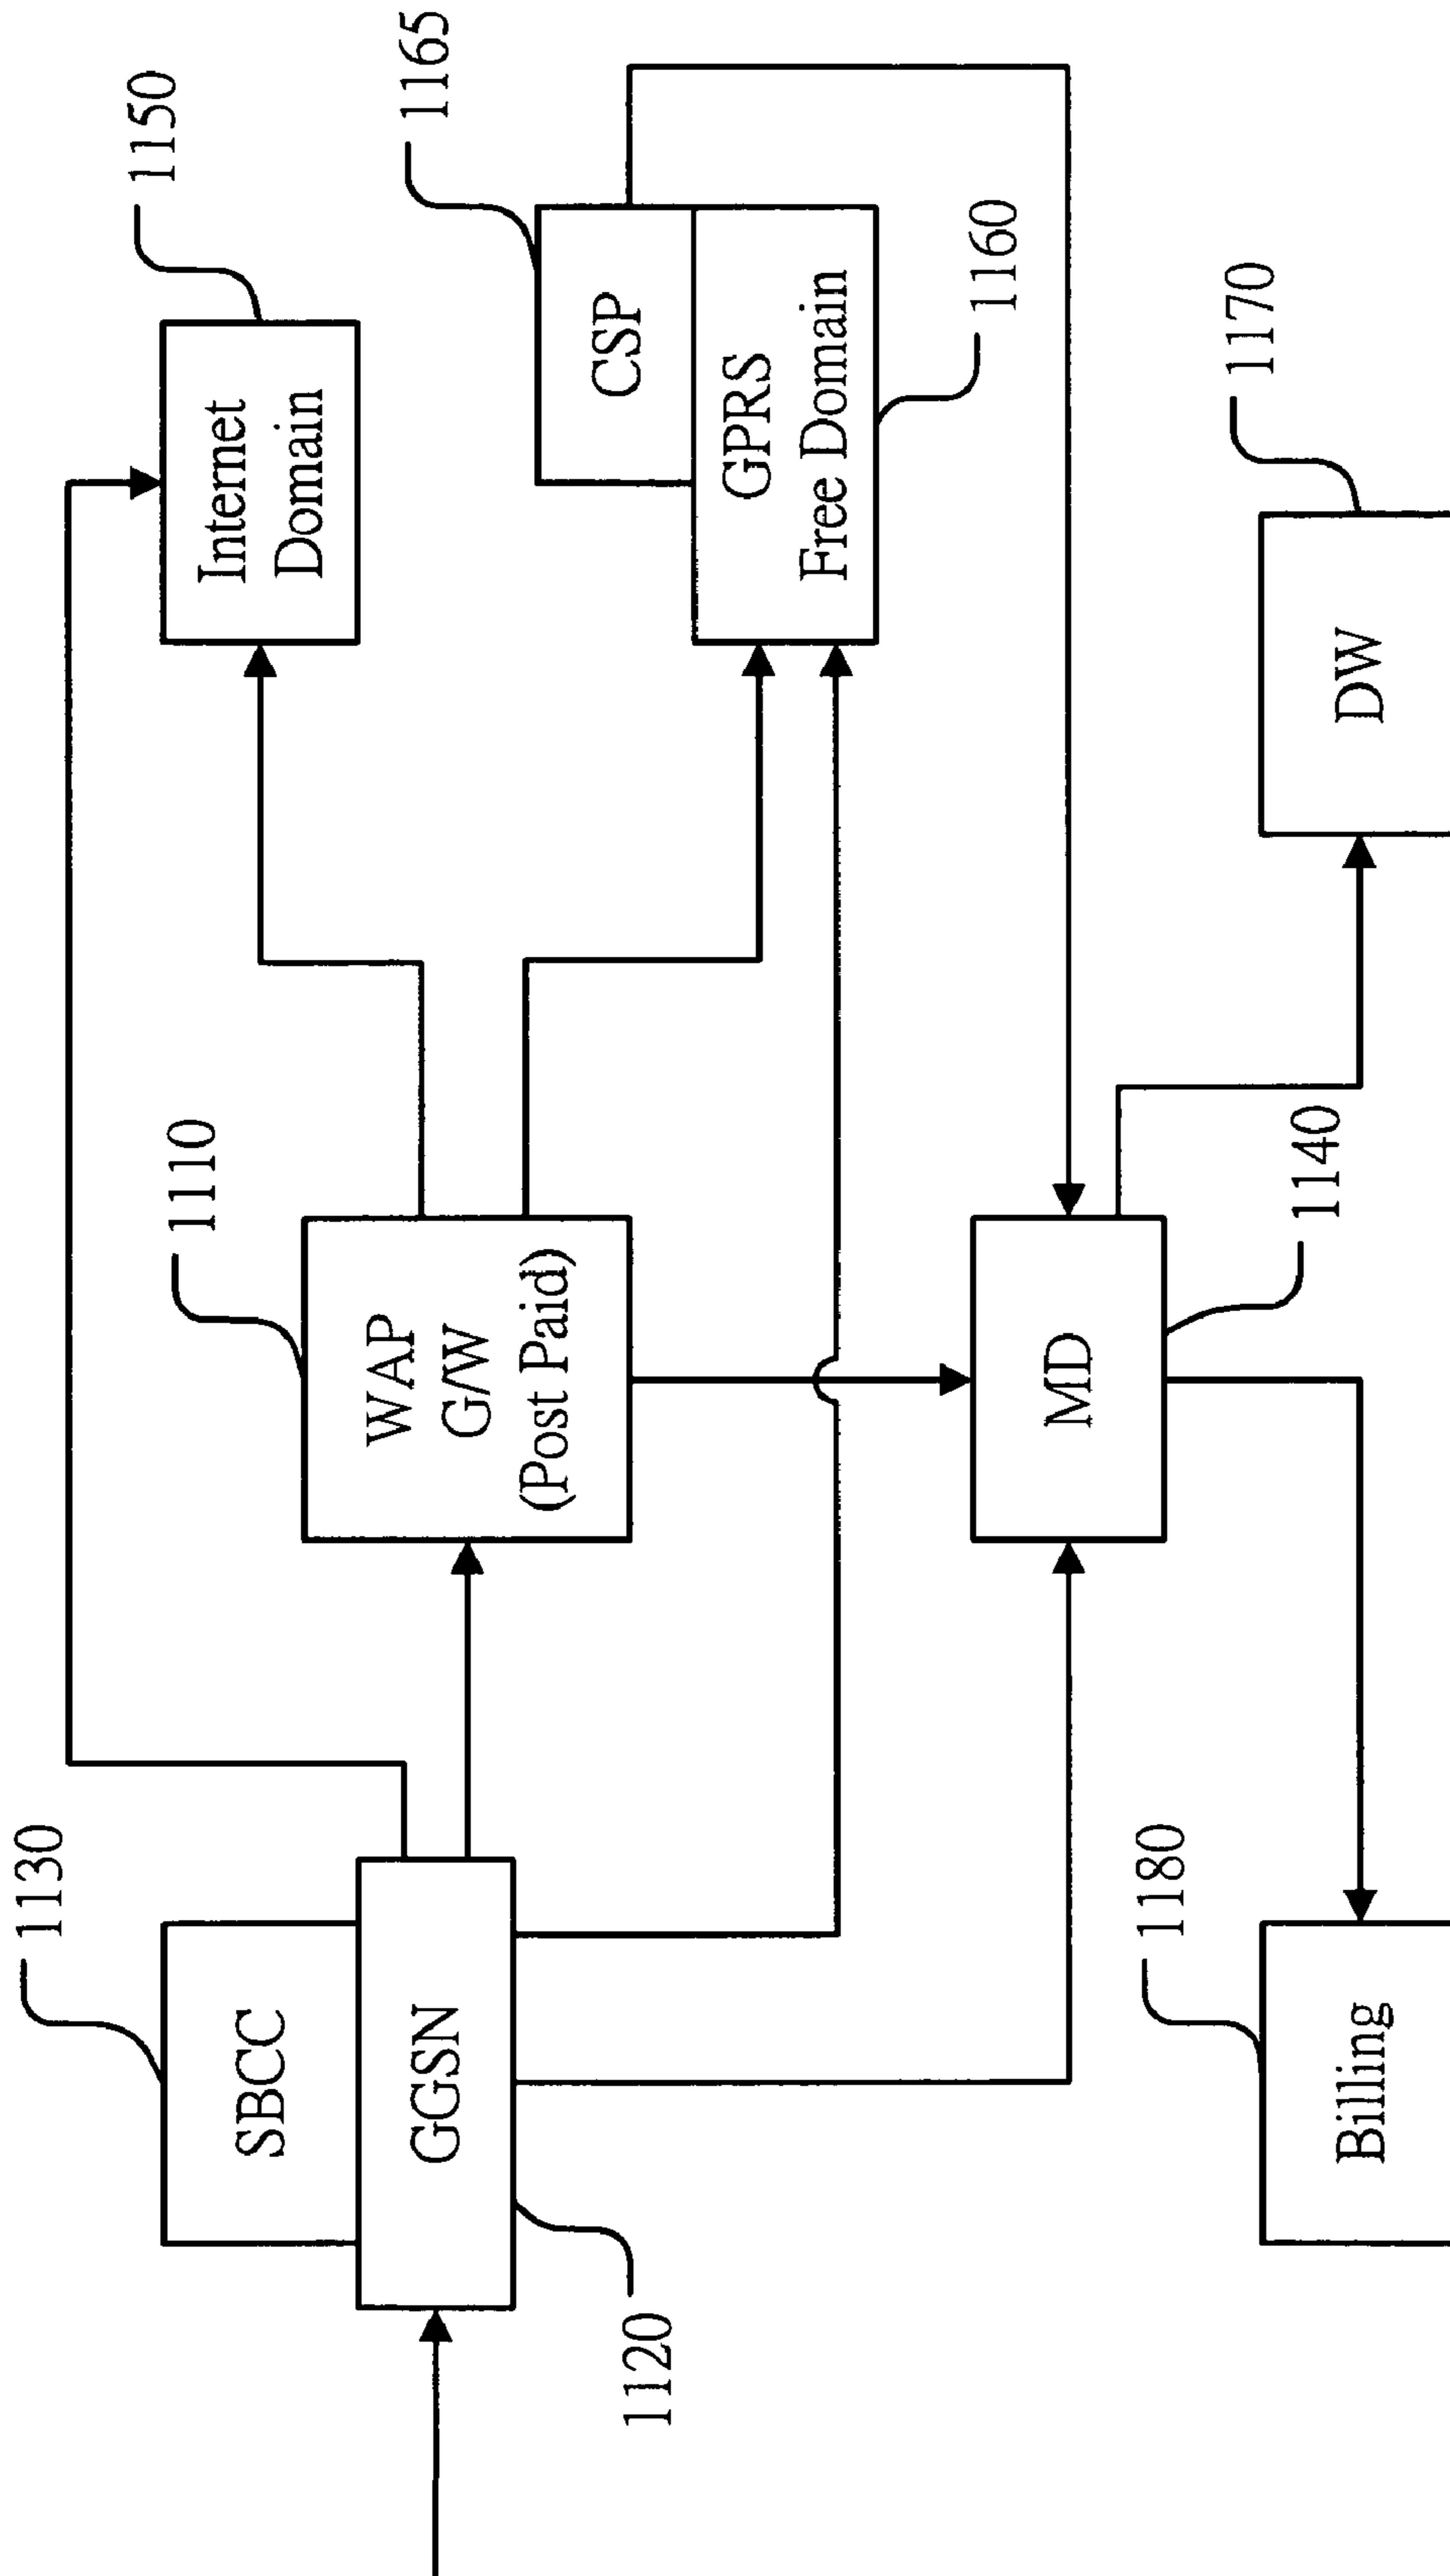 1130
SBCC
GGSN
1120
1110
WAP
G/W
(Post Paid)
1150
Internet
Domain
1165
CSP
GPRS
Free Domain
1160
MD
1140
1180
Billing
1170
DW